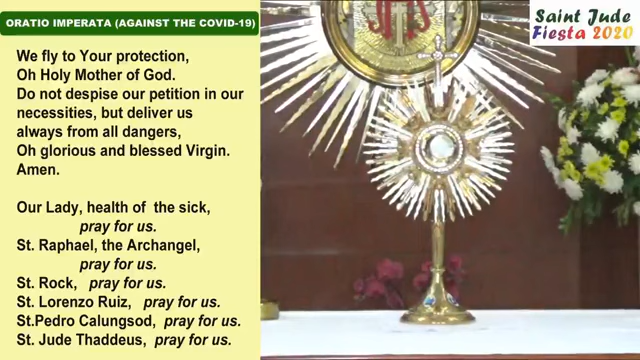 ORATIO IMPERATA (AGAINST THE COVID-19)
We fly to Your protection,
Oh Holy Mother of God.
Do not despise our petition in our
necessities, but deliver us
always from all dangers,
Oh glorious and blessed Virgin.
Amen.
Our Lady, health of the sick,
pray for us.
St. Raphael, the Archangel,
pray for us.
St. Rock, pray for us.
St. Lorenzo Ruiz, pray for us.
St.Pedro Calungsod, pray for us.
St. Jude Thaddeus, pray for us.
Saint Jude
Fiesta 2020
IHS